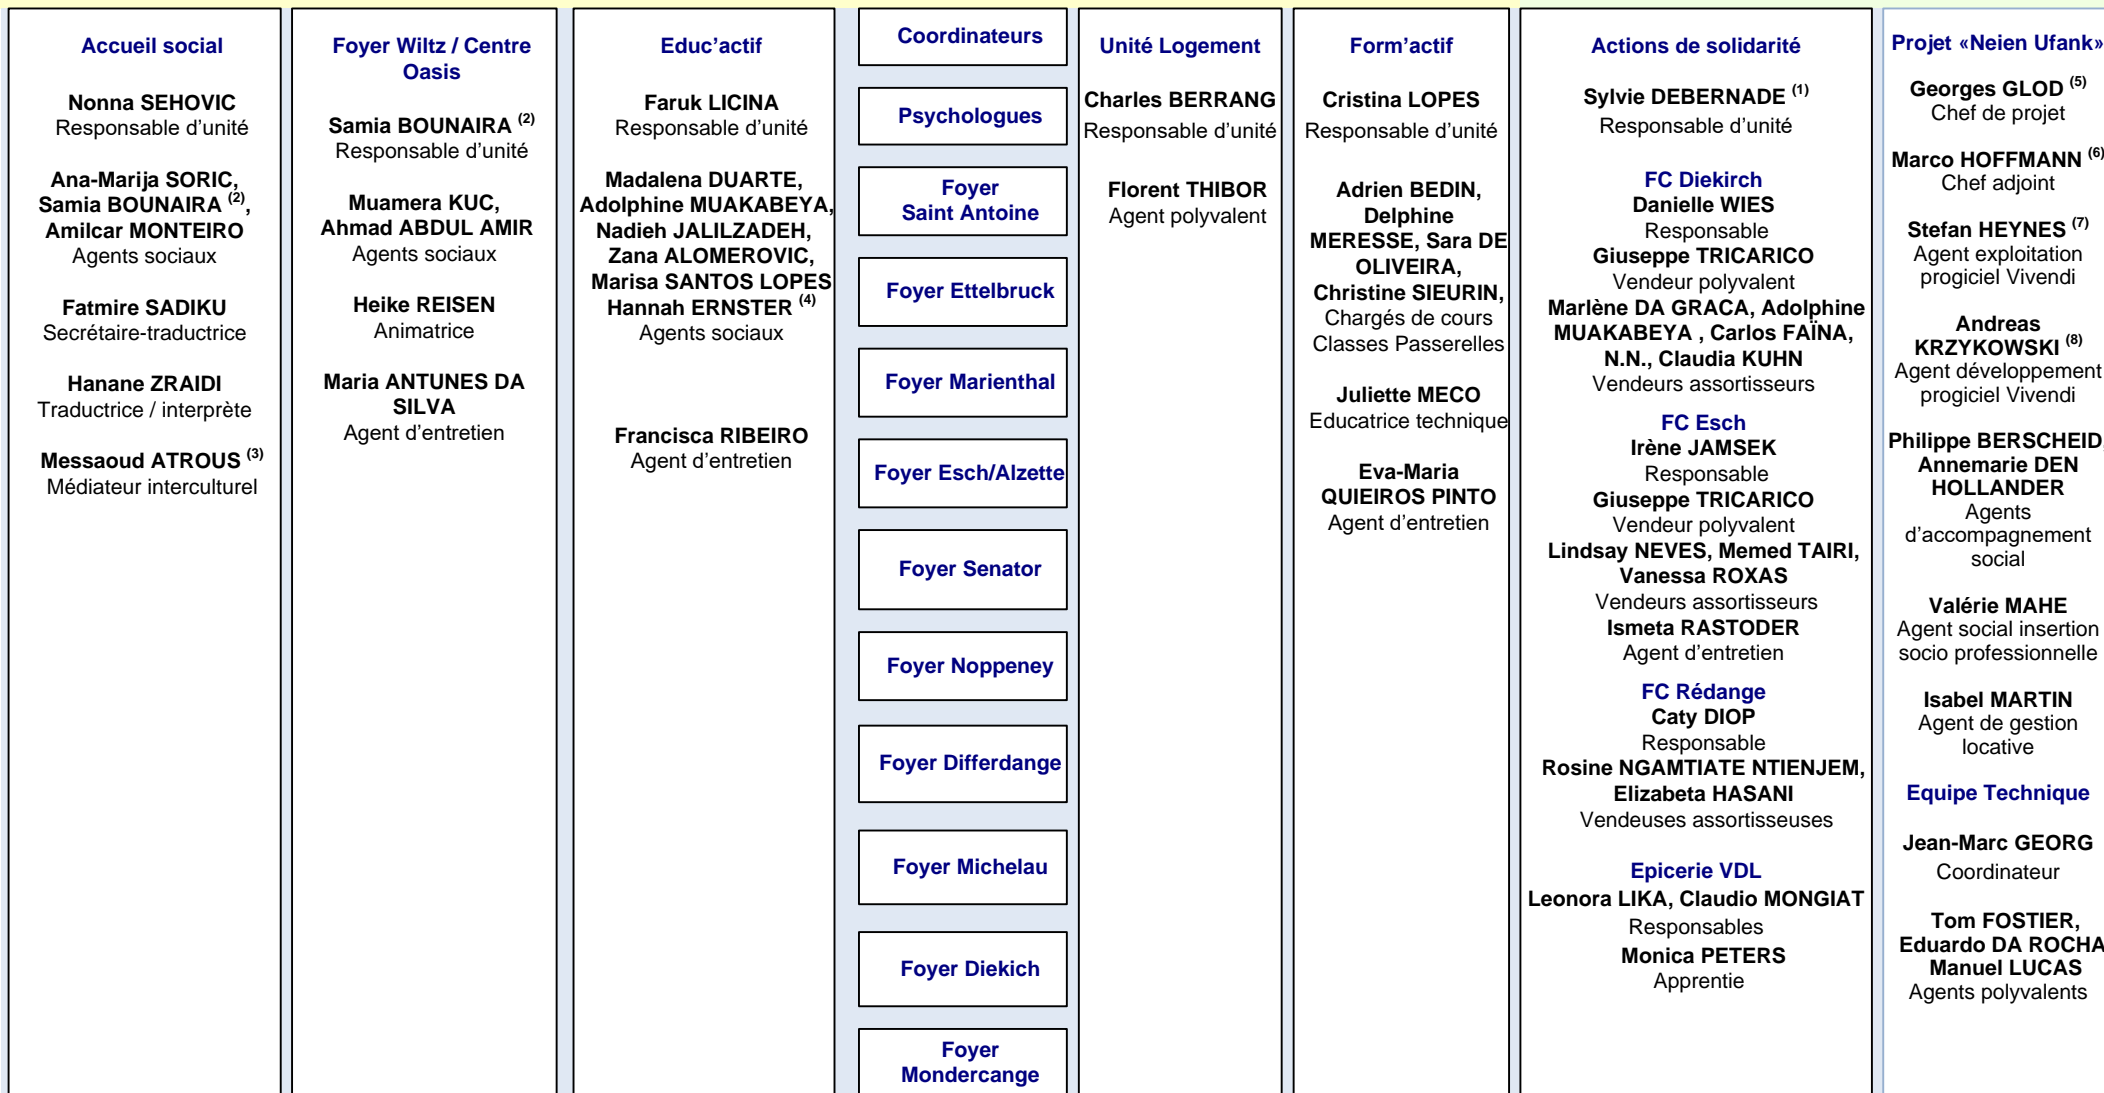 Accueil social
Nonna SEHOVIC
Responsable d’unité
Ana-Marija SORIC,
Samia BOUNAIRA (2),
Amilcar MONTEIRO
Agents sociaux
Fatmire SADIKU
Secrétaire-traductrice
Hanane ZRAIDI
Traductrice / interprète
Messaoud ATROUS (3)
Médiateur interculturel
Foyer Wiltz / Centre
Oasis
Samia BOUNAIRA (2)
Responsable d’unité
Muamera KUC,
Ahmad ABDUL AMIR
Agents sociaux
Heike REISEN
Animatrice
Maria ANTUNES DA
SILVA
Agent d’entretien
Educ’actif
Faruk LICINA
Responsable d’unité
Madalena DUARTE,
Adolphine MUAKABEYA,
Nadieh JALILZADEH,
Zana ALOMEROVIC,
Marisa SANTOS LOPES
Hannah ERNSTER (4)
Agents sociaux
Francisca RIBEIRO
Agent d’entretien
Coordinateurs
Psychologues
Foyer
Saint Antoine
Foyer Ettelbruck
Foyer Marienthal
Foyer Esch/Alzette
Foyer Senator
Foyer Noppeney
Foyer Differdange
Foyer Michelau
Foyer Diekich
Foyer
Mondercange
Unité Logement
Charles BERRANG
Responsable d’unité
Florent THIBOR
Agent polyvalent
Form’actif
Cristina LOPES
Responsable d’unité
Adrien BEDIN,
Delphine
MERESSE, Sara DE
OLIVEIRA,
Christine SIEURIN,
Chargés de cours
Classes Passerelles
Juliette MECO
Educatrice technique
Eva-Maria
QUIEIROS PINTO
Agent d’entretien
Actions de solidarité
Sylvie DEBERNADE (1)
Responsable d’unité
FC Diekirch
Danielle WIES
Responsable
Giuseppe TRICARICO
Vendeur polyvalent
Marlène DA GRACA, Adolphine
MUAKABEYA , Carlos FAÏNA,
N.N., Claudia KUHN
Vendeurs assortisseurs
FC Esch
Irène JAMSEK
Responsable
Giuseppe TRICARICO
Vendeur polyvalent
Lindsay NEVES, Memed TAIRI,
Vanessa ROXAS
Vendeurs assortisseurs
Ismeta RASTODER
Agent d’entretien
FC Rédange
Caty DIOP
Responsable
Rosine NGAMTIATE NTIENJEM,
Elizabeta HASANI
Vendeuses assortisseuses
Epicerie VDL
Leonora LIKA, Claudio MONGIAT
Responsables
Monica PETERS
Apprentie
Projet «Neien Ufank»
Georges GLOD (5)
Chef de projet
Marco HOFFMANN (6)
Chef adjoint
Stefan HEYNES (7)
Agent exploitation
progiciel Vivendi
Andreas
KRZYKOWSKI (8)
Agent développement
progiciel Vivendi
Philippe BERSCHEID,
Annemarie DEN
HOLLANDER
Agents
d’accompagnement
social
Valérie MAHE
Agent social insertion
socio professionnelle
Isabel MARTIN
Agent de gestion
locative
Equipe Technique
Jean-Marc GEORG
Coordinateur
Tom FOSTIER,
Eduardo DA ROCHA
Manuel LUCAS
Agents polyvalents